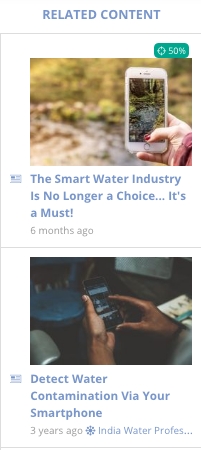 RELATED CONTENT
50%
The Smart Water Industry
Is No Longer a Choice... It's
a Must!
6 months ago
Detect Water
Contamination Via Your
Smartphone
3 years ago India Water Profes...